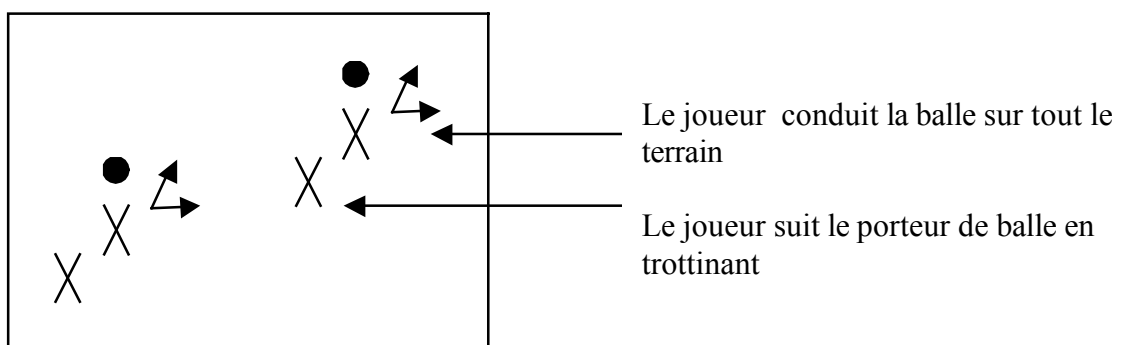 Le joueur  conduit la balle sur tout le
terrain
Le joueur suit le porteur de balle en
trottinant